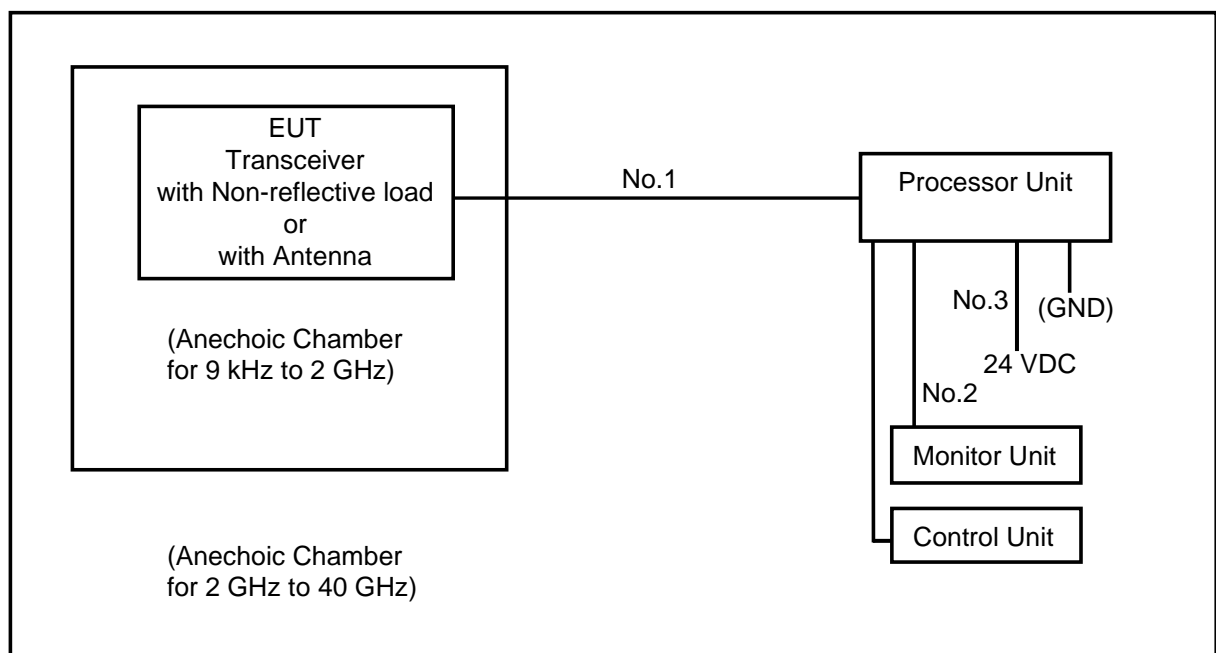 EUT
Transceiver
with Non-reflective load
or
with Antenna
(Anechoic Chamber
for 9 kHz to 2 GHz)
(Anechoic Chamber
for 2 GHz to 40 GHz)
No.1
Processor Unit
No.3
(GND)
24 VDC
No.2
Monitor Unit
Control Unit